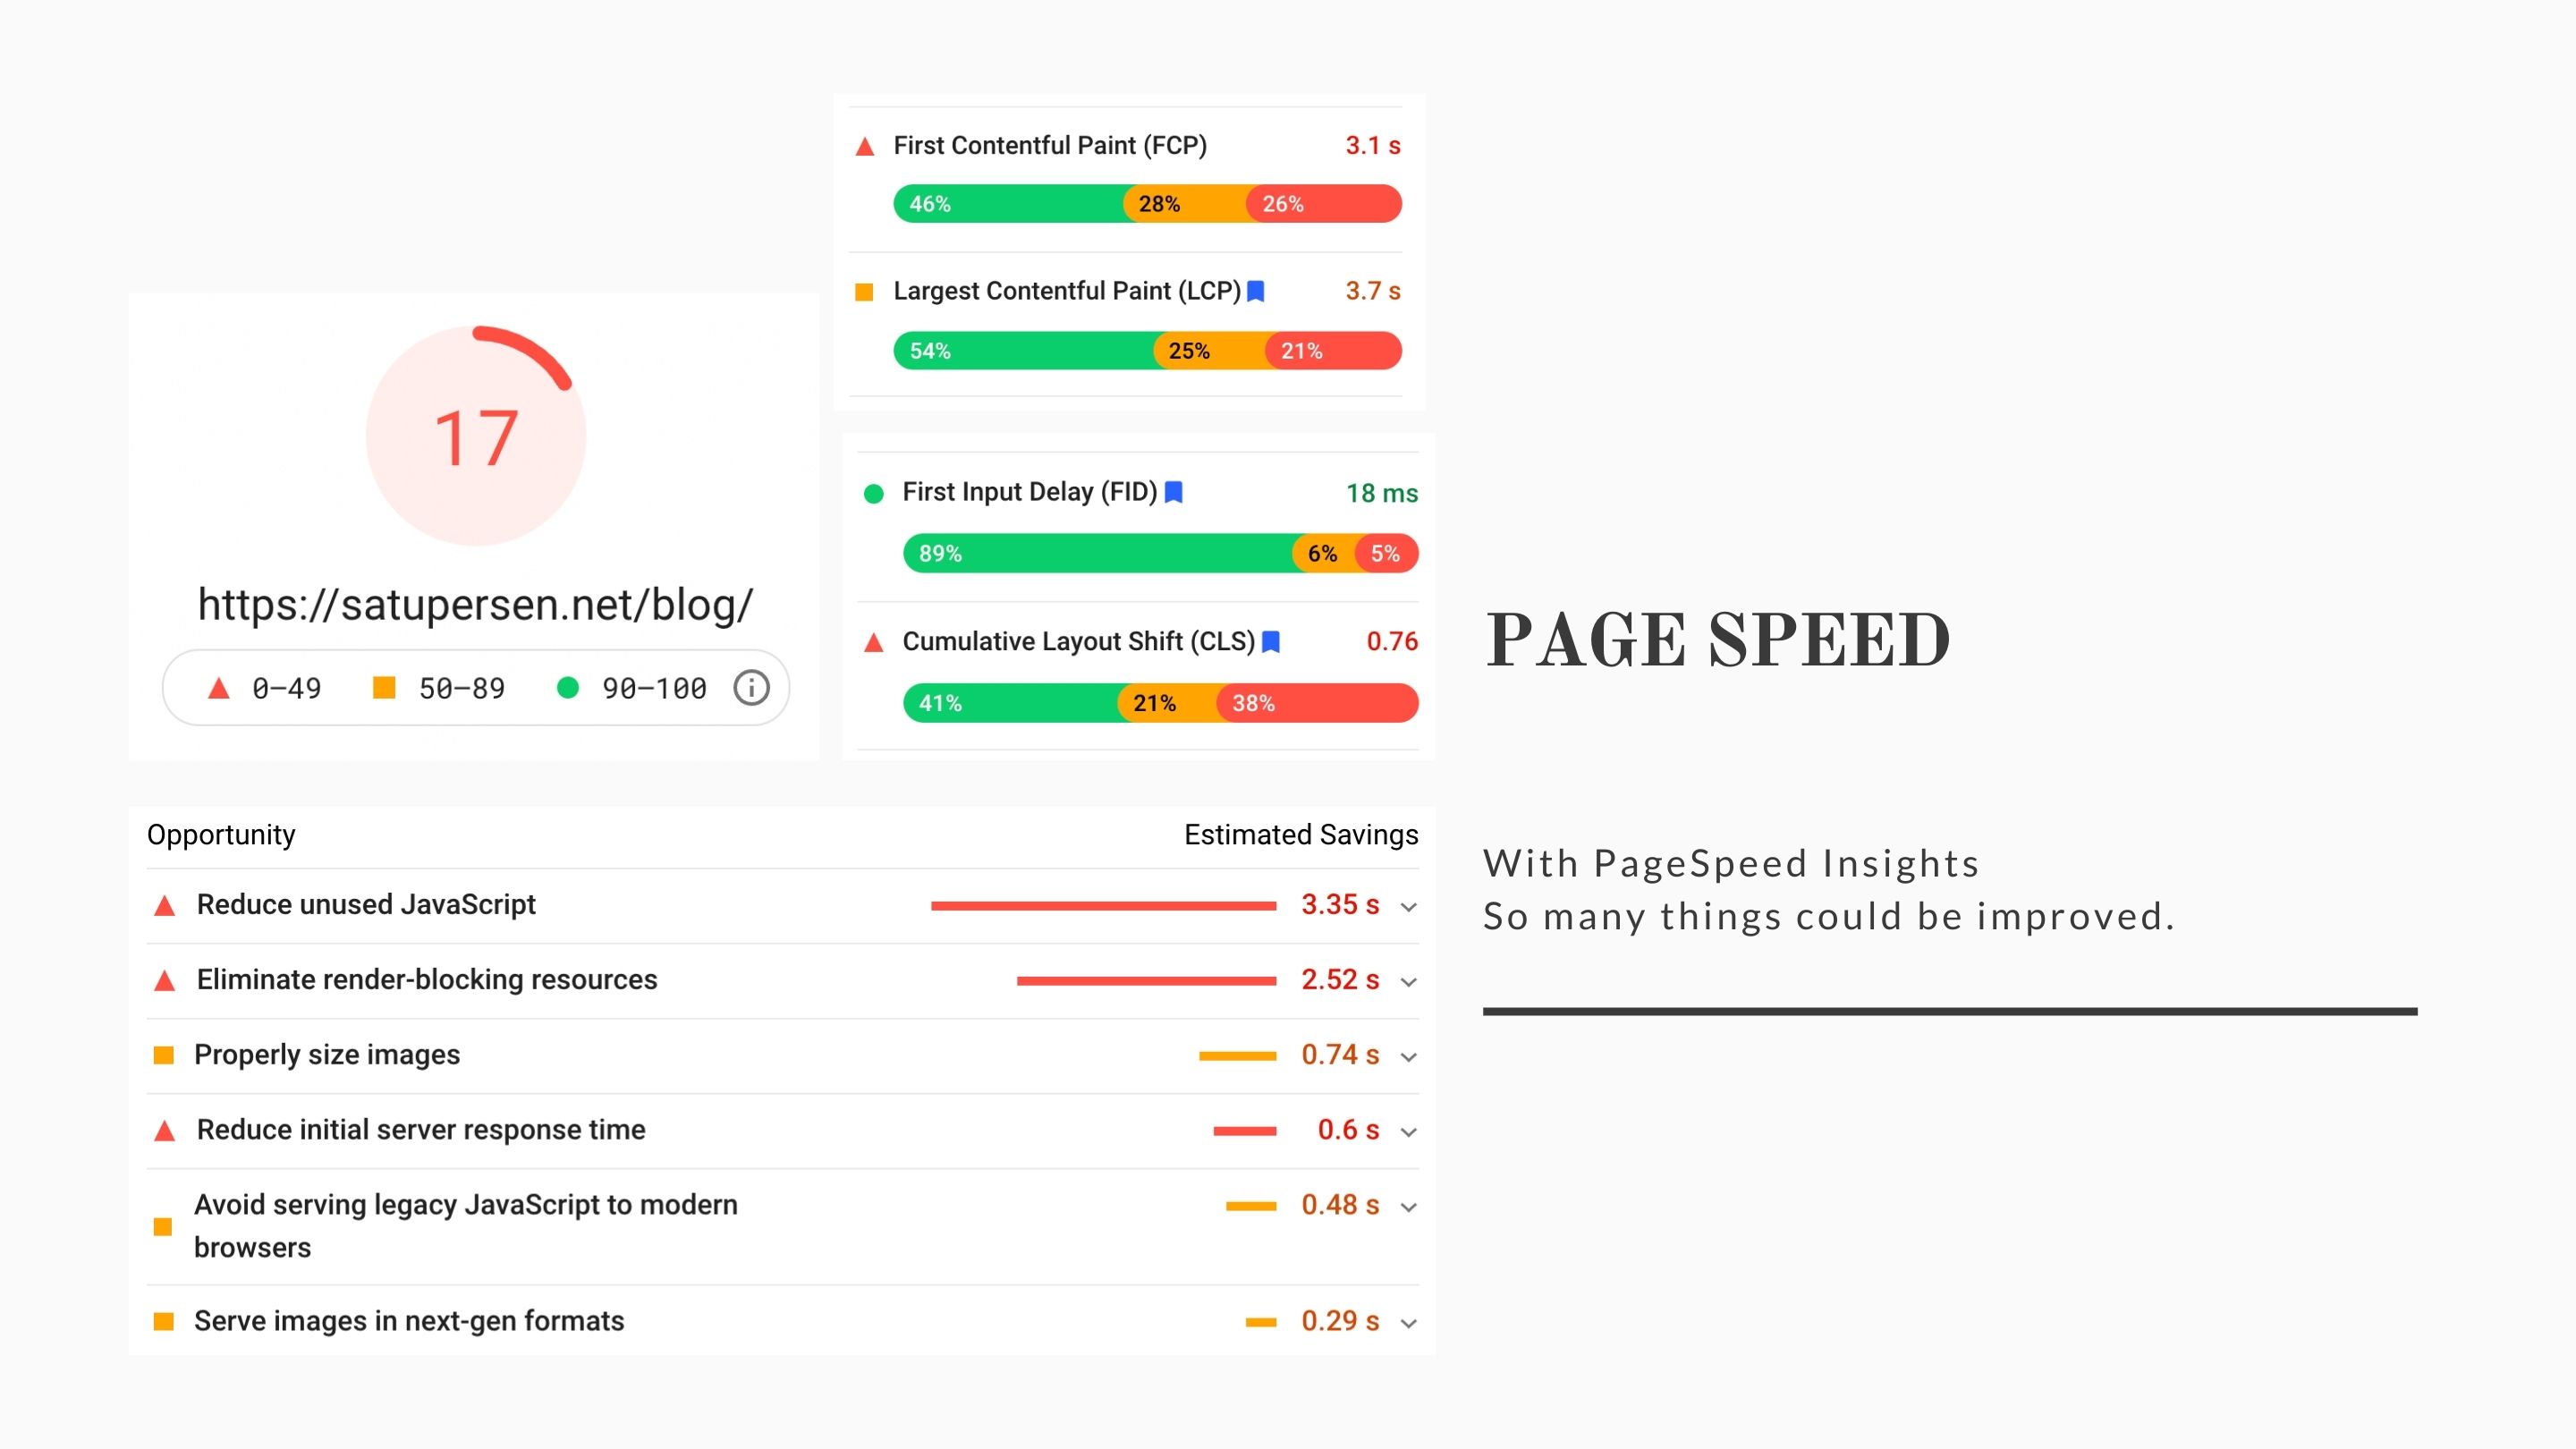 First Contentful Paint (FCP) 3.1 s
46% 28% 26%
Largest Contentful Paint (LCP) 3.7 s
54% 25% 21%
17
https://satupersen.net/blog/
0–49 50–89 90–100
First Input Delay (FID) 18 ms
89% 6% 5%
Cumulative Layout Shift (CLS) 0.76
41% 21% 38%
Opportunity Estimated Savings
Reduce unused JavaScript 3.35 s
Eliminate render-blocking resources 2.52 s
Properly size images 0.74 s
Reduce initial server response time 0.6 s
Avoid serving legacy JavaScript to modern 0.48 s
browsers
Serve images in next-gen formats 0.29 s
PAGE SPEED
With PageSpeed Insights
So many things could be improved.